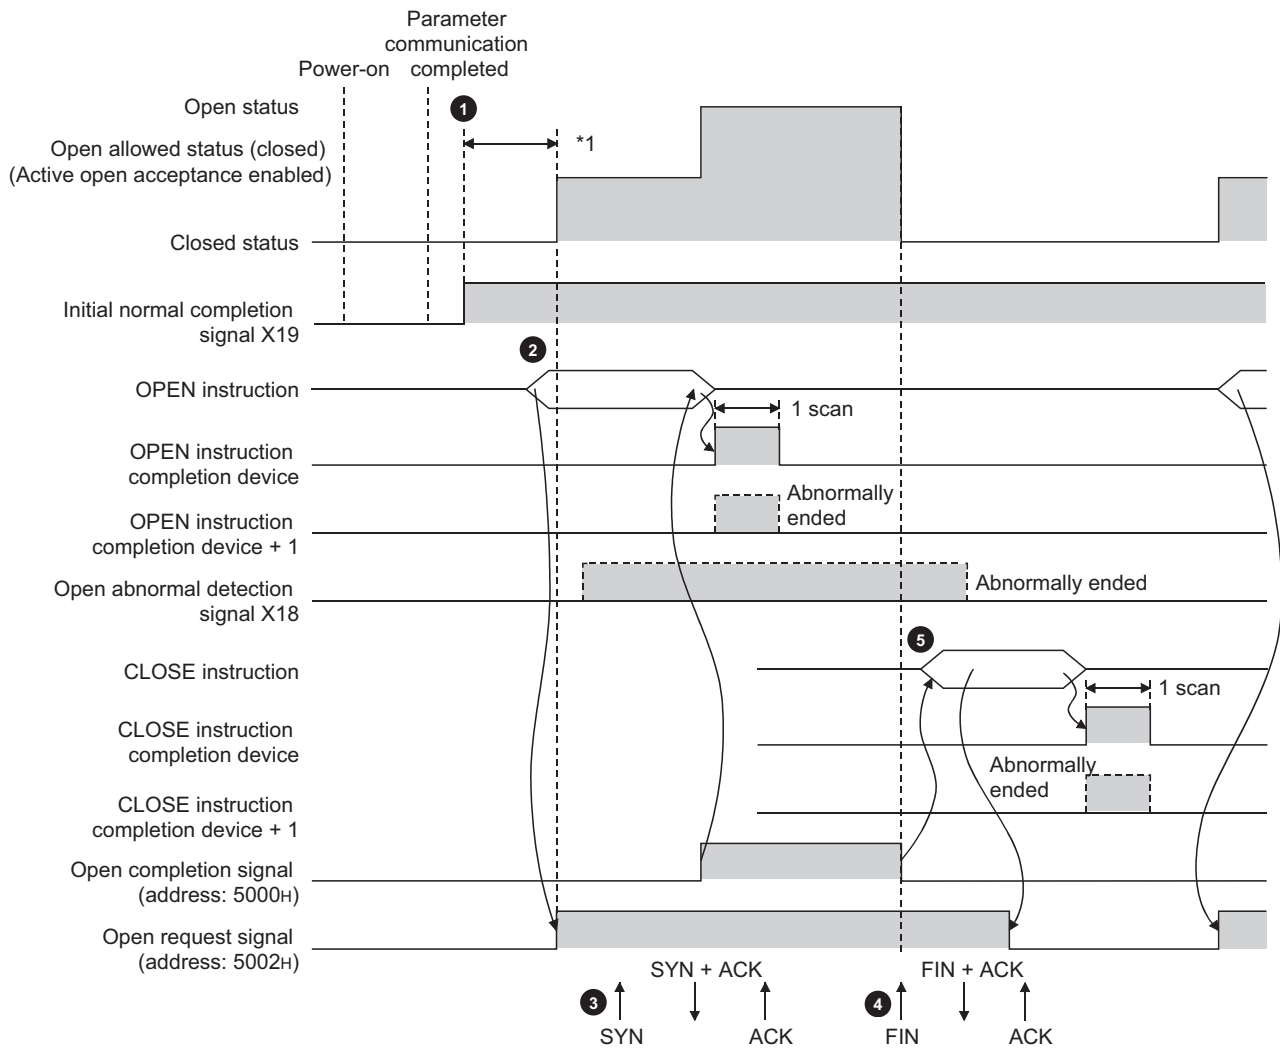 Parameter
communication
Power-on completed
Open status
1
*1
Open allowed status (closed)
(Active open acceptance enabled)
Closed status
Initial normal completion
signal X19
2
OPEN instruction
1 scan
OPEN instruction
completion device
Abnormally
ended
OPEN instruction
completion device + 1
Open abnormal detection
signal X18
Abnormally ended
5
CLOSE instruction
1 scan
CLOSE instruction
completion device
Abnormally
ended
CLOSE instruction
completion device + 1
Open completion signal
(address: 5000H)
Open request signal
(address: 5002H)
SYN + ACK FIN + ACK
3 4
SYN ACK FIN ACK